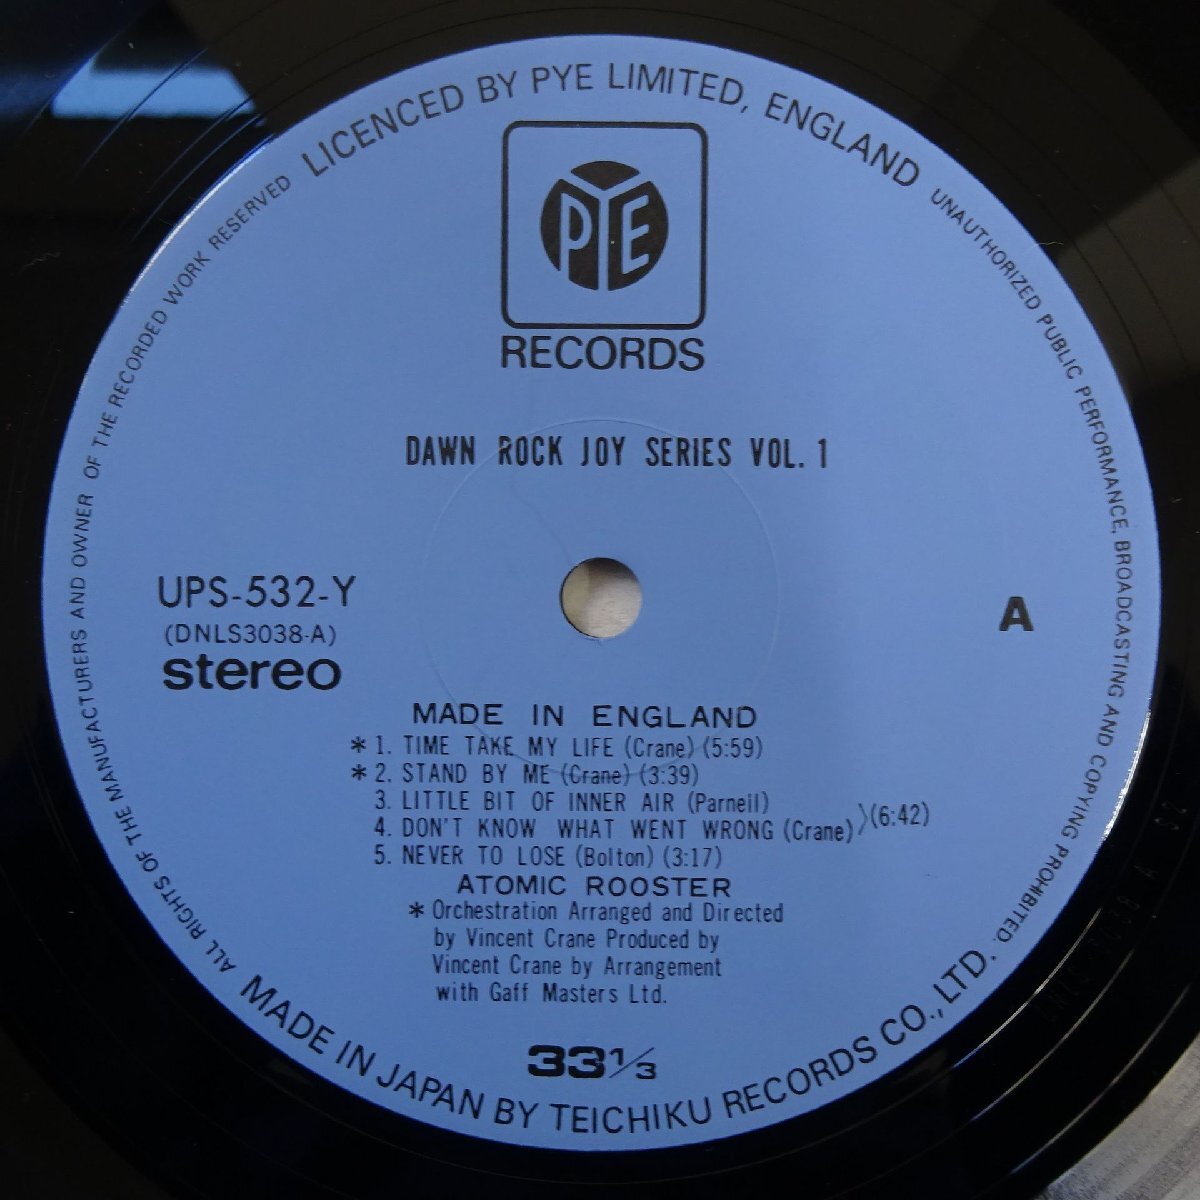 LICENCED BY PYE LIMITED, ENGLAND
UNAUTHORIZED PUBLIC PERFORMANCE, BROADCASTING AND COPYING PROHIBITED.
ALL RIGHTS OF THE MANUFACTURERS AND OWNER OF THE RECORDED WORK RESERVED
PYE
RECORDS
DAWN ROCK JOY SERIES VOL. 1
UPS-532-Y
(DNLS3038-A)
stereo
A
MADE IN ENGLAND
* 1. TIME TAKE MY LIFE (Crane) (5:59)
* 2. STAND BY ME (Crane) (3:39)
3. LITTLE BIT OF INNER AIR (Parnell)
4. DON'T KNOW WHAT WENT WRONG (Crane) 〉(6:42)
5. NEVER TO LOSE (Bolton) (3:17)
ATOMIC ROOSTER
* Orchestration Arranged and Directed
by Vincent Crane Produced by
Vincent Crane by Arrangement
with Gaff Masters Ltd.
33 1/3
MADE IN JAPAN BY TEICHIKU RECORDS CO., LTD.